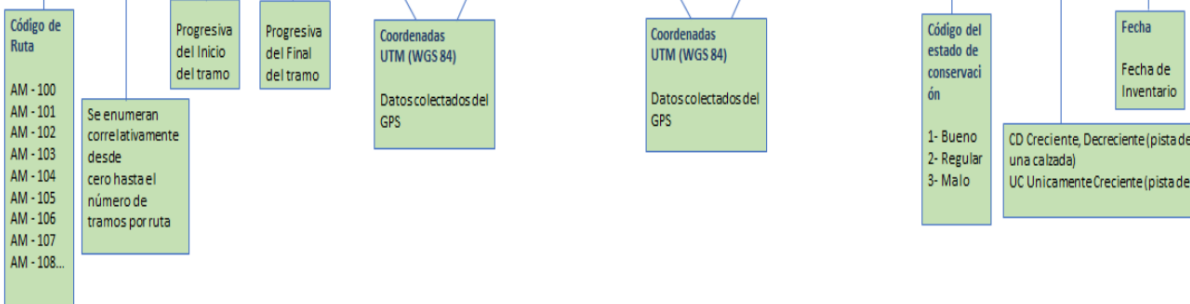 Código de
Ruta
AM - 100
AM - 101
AM - 102
AM - 103
AM - 104
AM - 105
AM - 106
AM - 107
AM - 108...
Se enumeran
correlativamente
desde
cero hasta el
número de
tramos por ruta
Progresiva
del Inicio
del tramo
Progresiva
del Final
del tramo
Coordenadas
UTM (WGS 84)
Datos colectados del
GPS
Coordenadas
UTM (WGS 84)
Datos colectados del
GPS
Código del
estado de
conservaci
ón
1- Bueno
2- Regular
3- Malo
CD Creciente, Decreciente (pista de
una calzada)
UC Unicamente Creciente (pista de
Fecha
Fecha de
Inventario